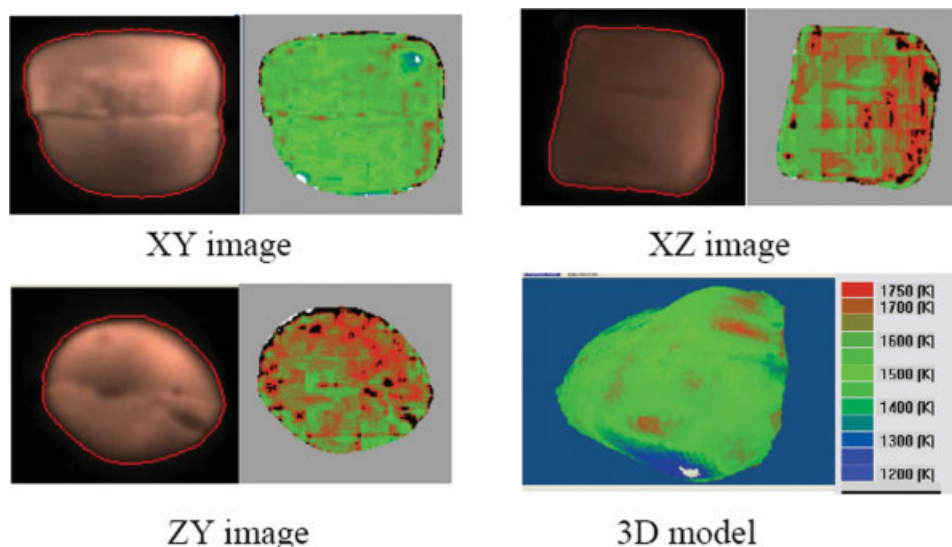 XY image
XZ image
1750 [K]
1700 [K]
1600 [K]
1500 [K]
1400 [K]
1300 [K]
1200 [K]
ZY image
3D model